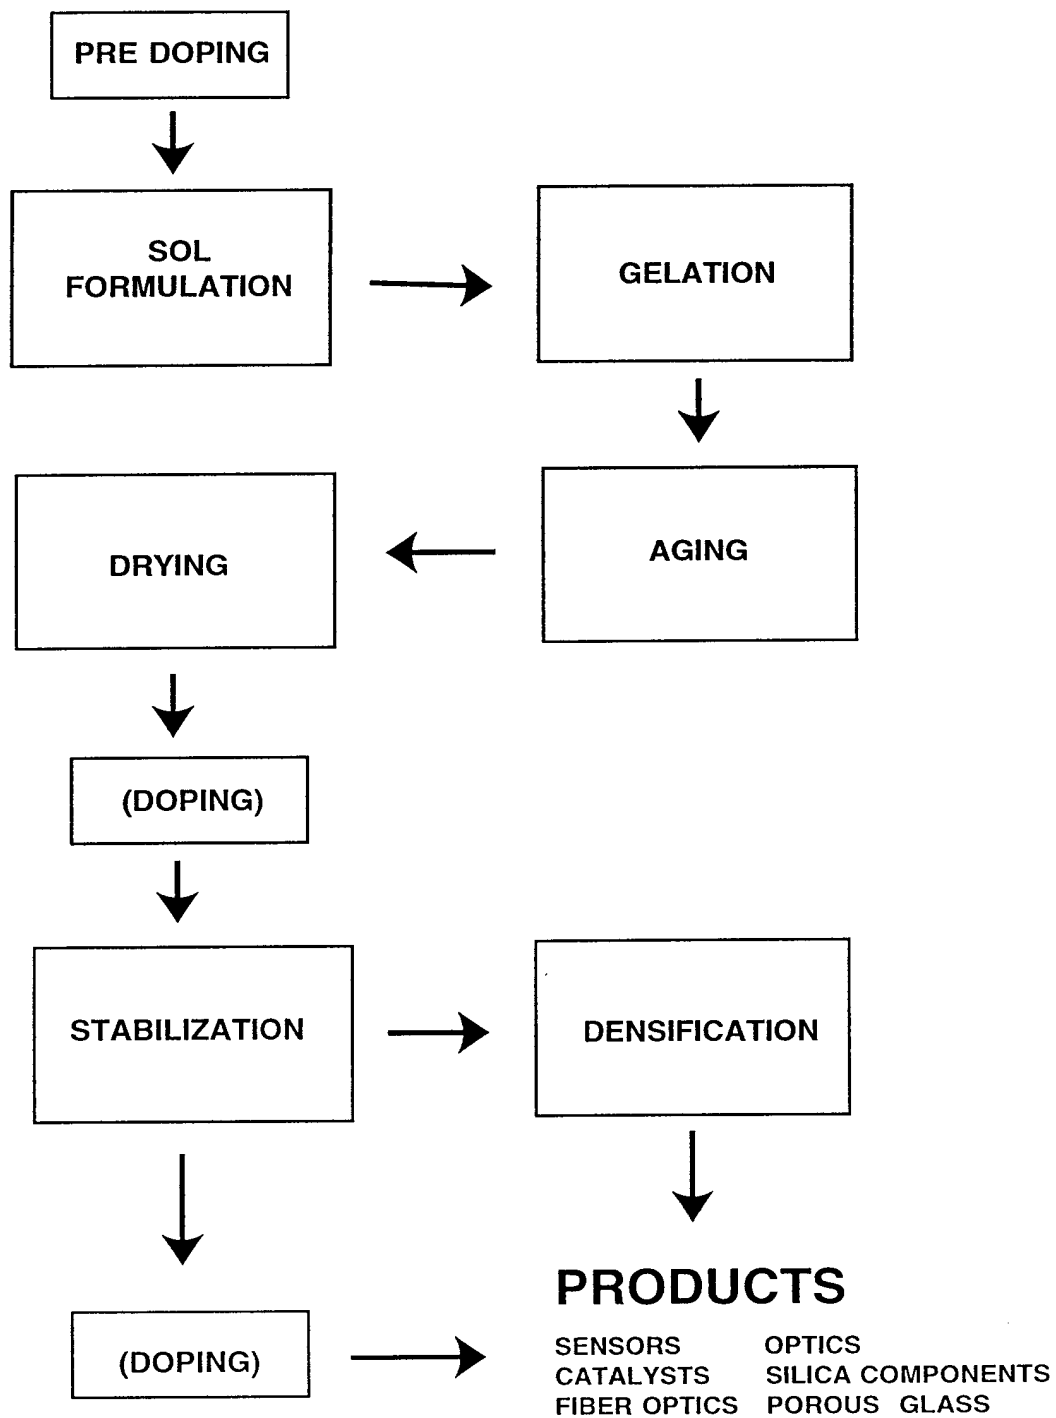 PRE DOPING
SOL
FORMULATION
GELATION
AGING
DRYING
(DOPING)
STABILIZATION
DENSIFICATION
(DOPING)
PRODUCTS
SENSORS OPTICS
CATALYSTS SILICA COMPONENTS
FIBER OPTICS POROUS GLASS